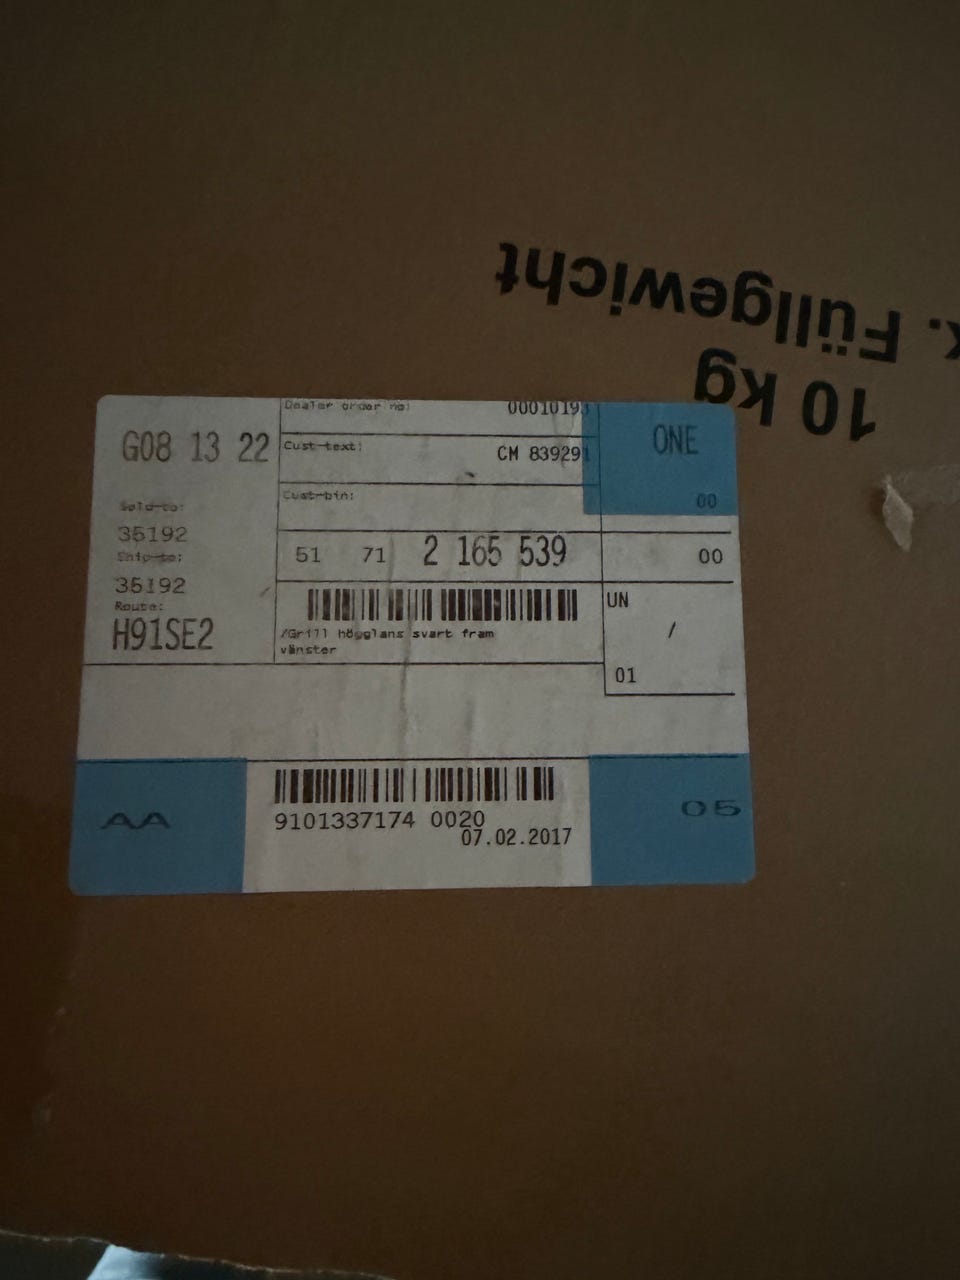 . Füllgewicht
10 kg
Dealer order no:
00010193
G08 13 22
Cust-text:
CM 839291
ONE
00
Cust-bin:
Sold-to:
35192
Ship-to:
35192
Route:
H91SE2
51 71 2 165 539
00
/Grill högglans svart fram
vänster
UN
/
01
AA
9101337174 0020
07.02.2017
05